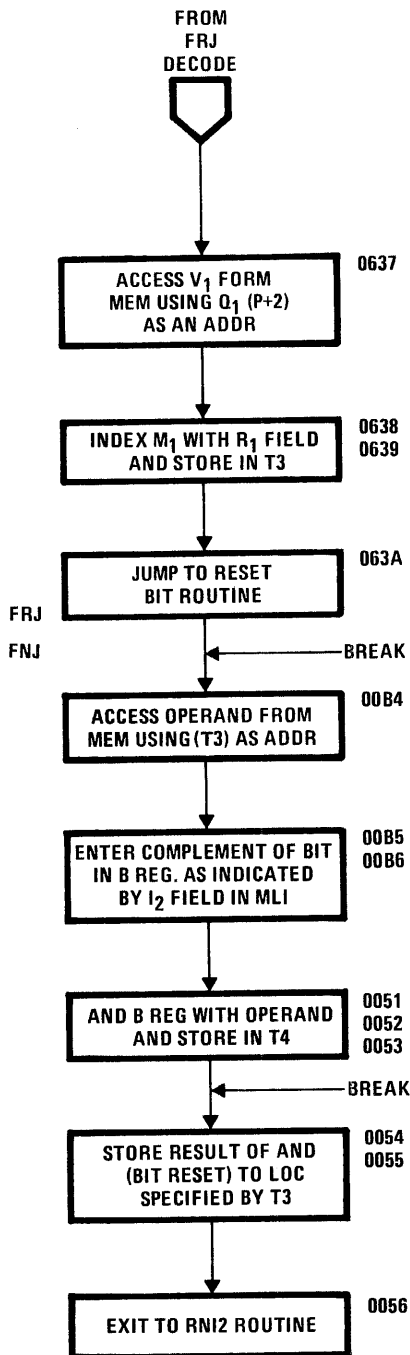 FROM
FRJ
DECODE
0637
ACCESS V1 FORM
MEM USING Q1 (P+2)
AS AN ADDR
0638
0639
INDEX M1 WITH R1 FIELD
AND STORE IN T3
063A
JUMP TO RESET
BIT ROUTINE
FRJ
FNJ
BREAK
00B4
ACCESS OPERAND FROM
MEM USING (T3) AS ADDR
00B5
00B6
ENTER COMPLEMENT OF BIT
IN B REG. AS INDICATED
BY I2 FIELD IN MLI
0051
0052
0053
AND B REG WITH OPERAND
AND STORE IN T4
BREAK
0054
0055
STORE RESULT OF AND
(BIT RESET) TO LOC
SPECIFIED BY T3
0056
EXIT TO RNI2 ROUTINE